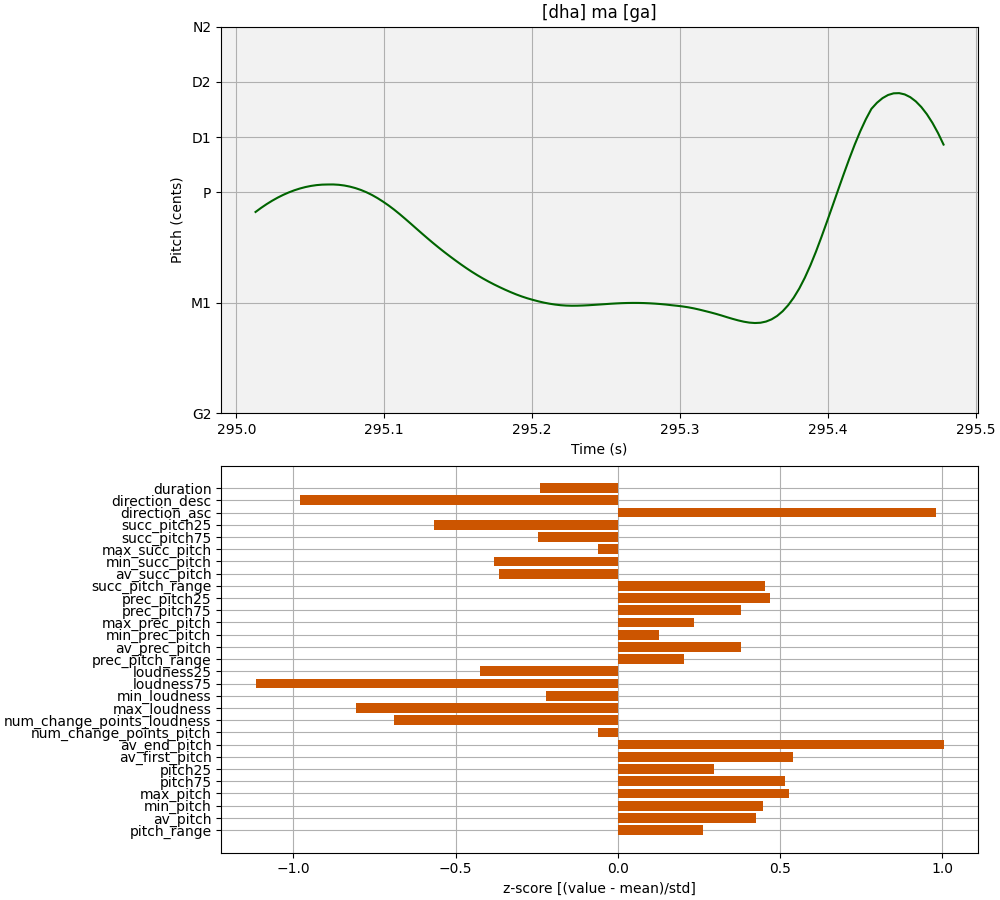 [dha] ma [ga]
N2
D2
D1
P
M1
G2
Pitch (cents)
295.0 295.1 295.2 295.3 295.4 295.5
Time (s)
duration
direction_desc
direction_asc
succ_pitch25
succ_pitch75
max_succ_pitch
min_succ_pitch
av_succ_pitch
succ_pitch_range
prec_pitch25
prec_pitch75
max_prec_pitch
min_prec_pitch
av_prec_pitch
prec_pitch_range
loudness25
loudness75
min_loudness
max_loudness
num_change_points_loudness
num_change_points_pitch
av_end_pitch
av_first_pitch
pitch25
pitch75
max_pitch
min_pitch
av_pitch
pitch_range
−1.0 −0.5 0.0 0.5 1.0
z-score [(value - mean)/std]